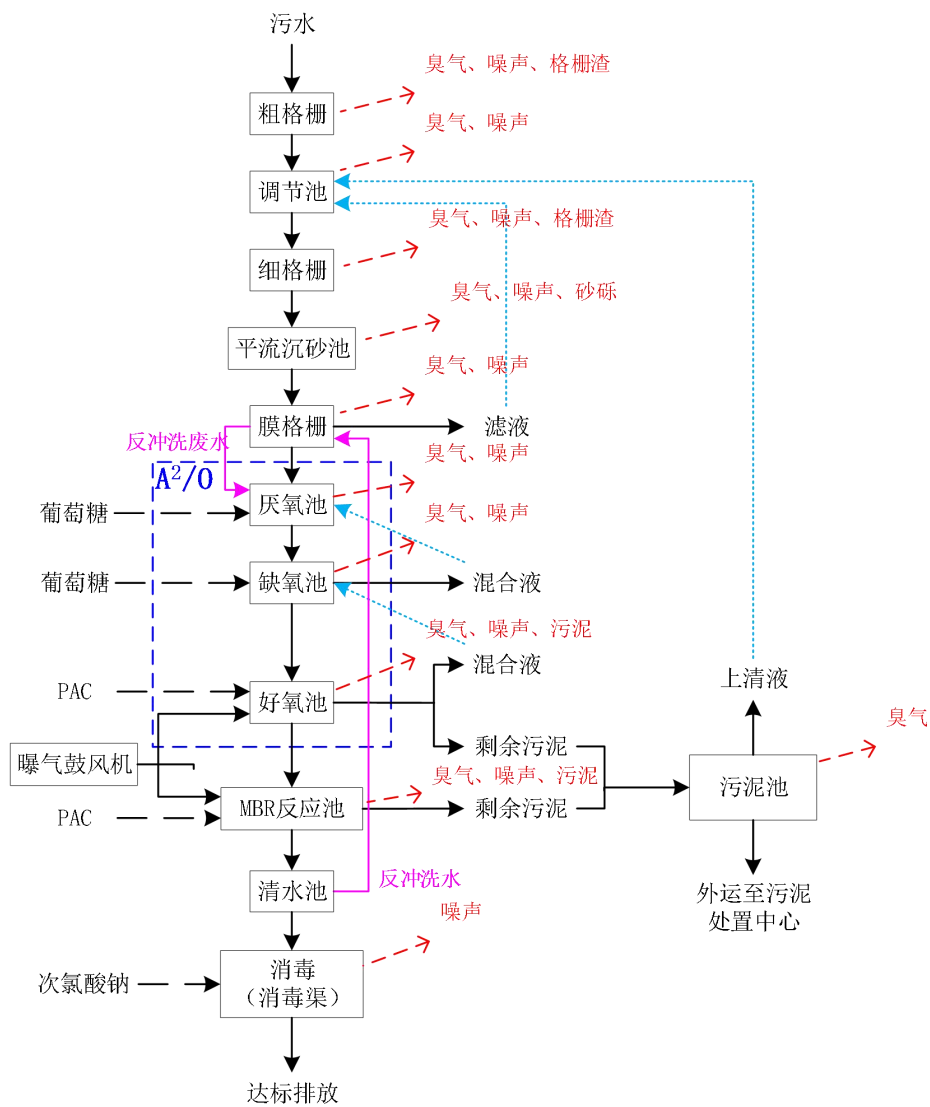 污水
臭气、噪声、格栅渣
粗格栅
臭气、噪声
调节池
臭气、噪声、格栅渣
细格栅
臭气、噪声、砂砾
平流沉砂池
臭气、噪声
膜格栅
滤液
反冲洗废水
臭气、噪声
A²/O
厌氧池
葡萄糖
臭气、噪声
葡萄糖
缺氧池
混合液
臭气、噪声、污泥
混合液
上清液
PAC
好氧池
臭气
剩余污泥
曝气鼓风机
臭气、噪声、污泥
污泥池
MBR反应池
剩余污泥
PAC
清水池
反冲洗水
外运至污泥
处置中心
噪声
消毒
（消毒渠）
次氯酸钠
达标排放